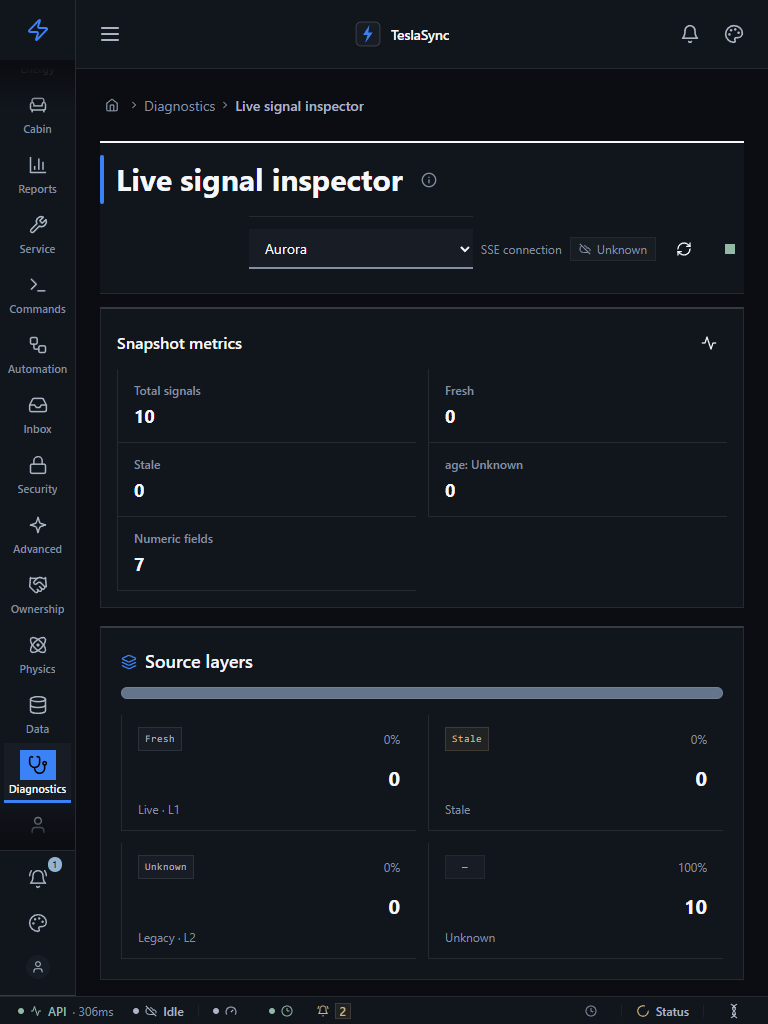 TeslaSync
Energy
Cabin
Reports
Service
Commands
Automation
Inbox
Security
Advanced
Ownership
Physics
Data
Diagnostics
1
Diagnostics
Live signal inspector
Live signal inspector
Aurora
SSE connection
Unknown
Snapshot metrics
Total signals
10
Fresh
0
Stale
0
age: Unknown
0
Numeric fields
7
Source layers
Fresh
0%
0
Live · L1
Stale
0%
0
Stale
Unknown
0%
0
Legacy · L2
–
100%
10
Unknown
API · 306ms
Idle
2
Status